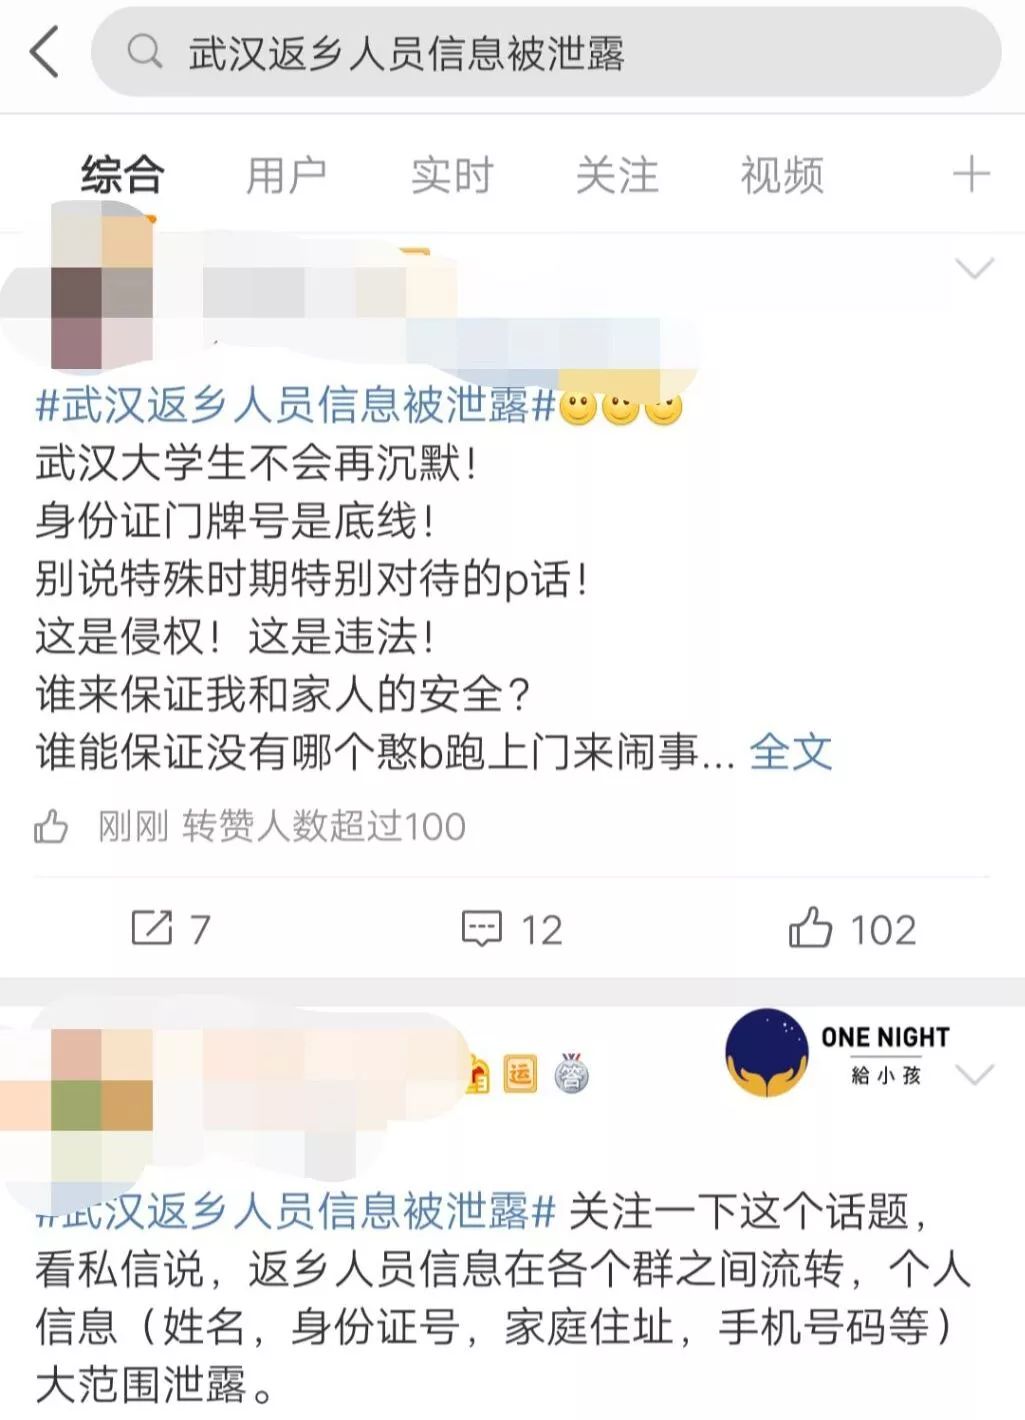 武汉返乡人员信息被泄露
综合 用户 实时 关注 视频
#武汉返乡人员信息被泄露#
武汉大学生不会再沉默!
身份证门牌号是底线!
别说特殊时期特别对待的p话!
这是侵权！这是违法!
谁来保证我和家人的安全?
谁能保证没有哪个憨b跑上门来闹事... 全文
刚刚 转赞人数超过100
7 12 102
运 答
ONE NIGHT
給小孩
#武汉返乡人员信息被泄露# 关注一下这个话题，
看私信说，返乡人员信息在各个群之间流转，个人
信息（姓名，身份证号，家庭住址，手机号码等）
大范围泄露。